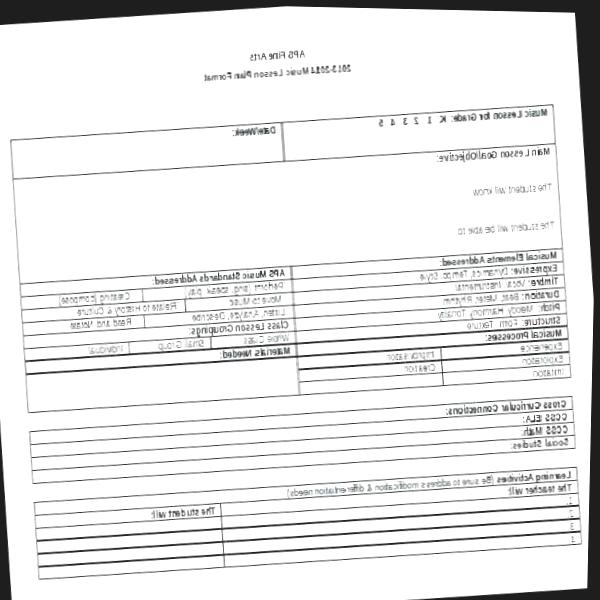 APS Fine Arts
2013-2014 Music Lesson Plan Format
Music Lesson for Grade: K 1 2 3 4 5
Date/Week:
Main Lesson Goal/Objective:
The student will know
The student will be able to
Musical Elements Addressed:
Expressive: Dynamics, Tempo, Style
Timbre: Vocal, Instrumental
Duration: Beat, Meter, Rhythm
Pitch: Melody, Harmony, Tonality
Structure: Form, Texture
Musical Processes:
Experience Improvisation
Exploration Creation
Imitation
APS Music Standards Addressed:
Perform (sing, speak, play) Creating (compose)
Move to Music Relate to History & Culture
Listen, Analyze, Describe Read and Notate
Class Lesson Groupings:
Whole Class Small Group Individual
Materials Needed:
Cross Curricular Connections:
CCSS /ELA:
CCSS Math:
Social Studies:
Learning Activities (Be sure to address modification & differentiation needs)
The teacher will: The student will:
1.
2.
3.
4.